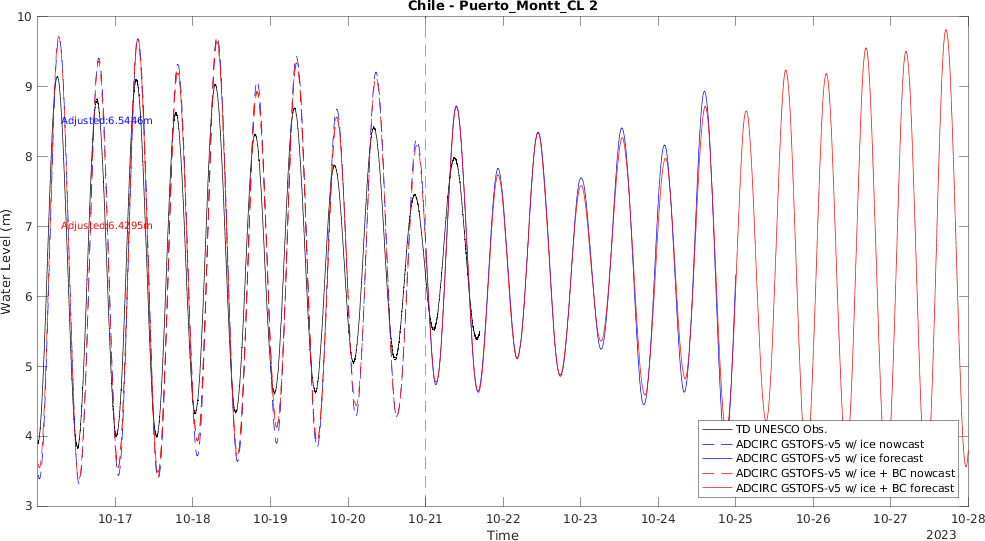 Chile - Puerto_Montt_CL 2
10
9
8
7
6
5
4
3
Water Level (m)
Adjusted:6.5446m
Adjusted:6.4295m
TD UNESCO Obs.
ADCIRC GSTOFS-v5 w/ ice nowcast
ADCIRC GSTOFS-v5 w/ ice forecast
ADCIRC GSTOFS-v5 w/ ice + BC nowcast
ADCIRC GSTOFS-v5 w/ ice + BC forecast
10-17 10-18 10-19 10-20 10-21 10-22 10-23 10-24 10-25 10-26 10-27 10-28
Time
2023